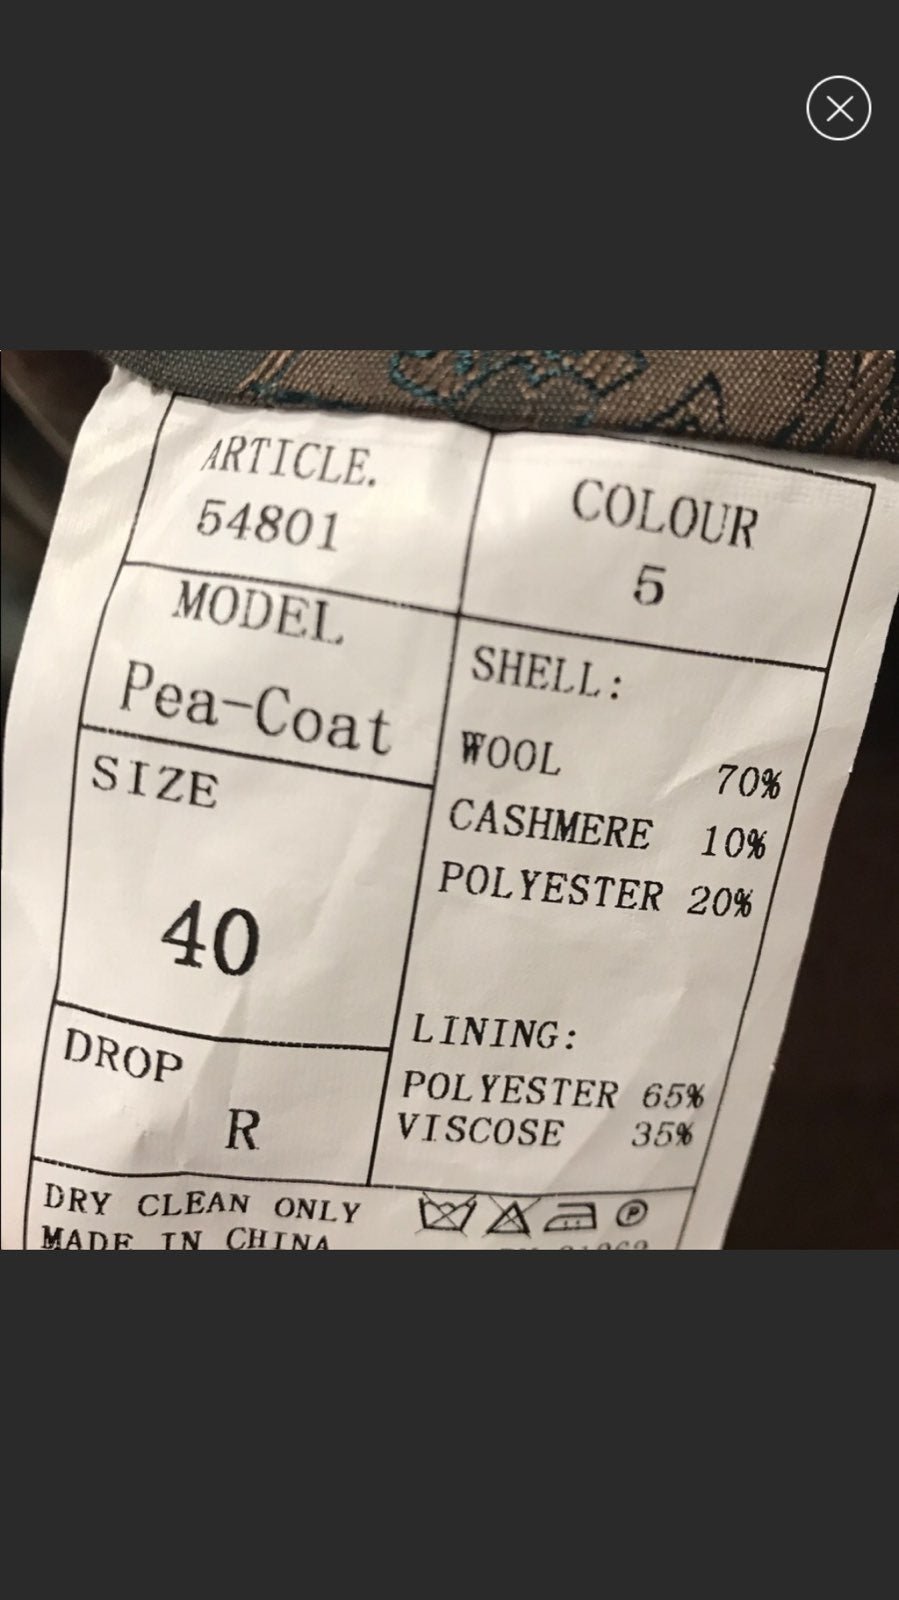 ARTICLE.
54801
COLOUR
5
MODEL
Pea-Coat
SIZE
40
DROP
R
SHELL:
WOOL 70%
CASHMERE 10%
POLYESTER 20%
LINING:
POLYESTER 65%
VISCOSE 35%
DRY CLEAN ONLY
P
MADE IN CHINA